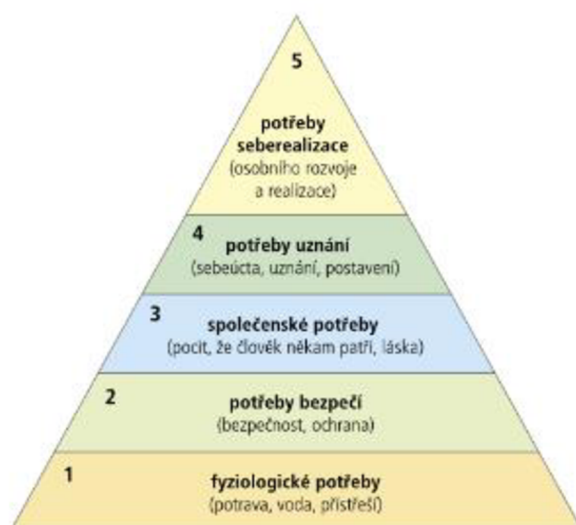 5
potřeby
seberealizace
(osobního rozvoje
a realizace)
4
potřeby uznání
(sebeúcta, uznání, postavení)
3
společenské potřeby
(pocit, že člověk někam patří, láska)
2
potřeby bezpečí
(bezpečnost, ochrana)
1
fyziologické potřeby
(potrava, voda, přístřeší)